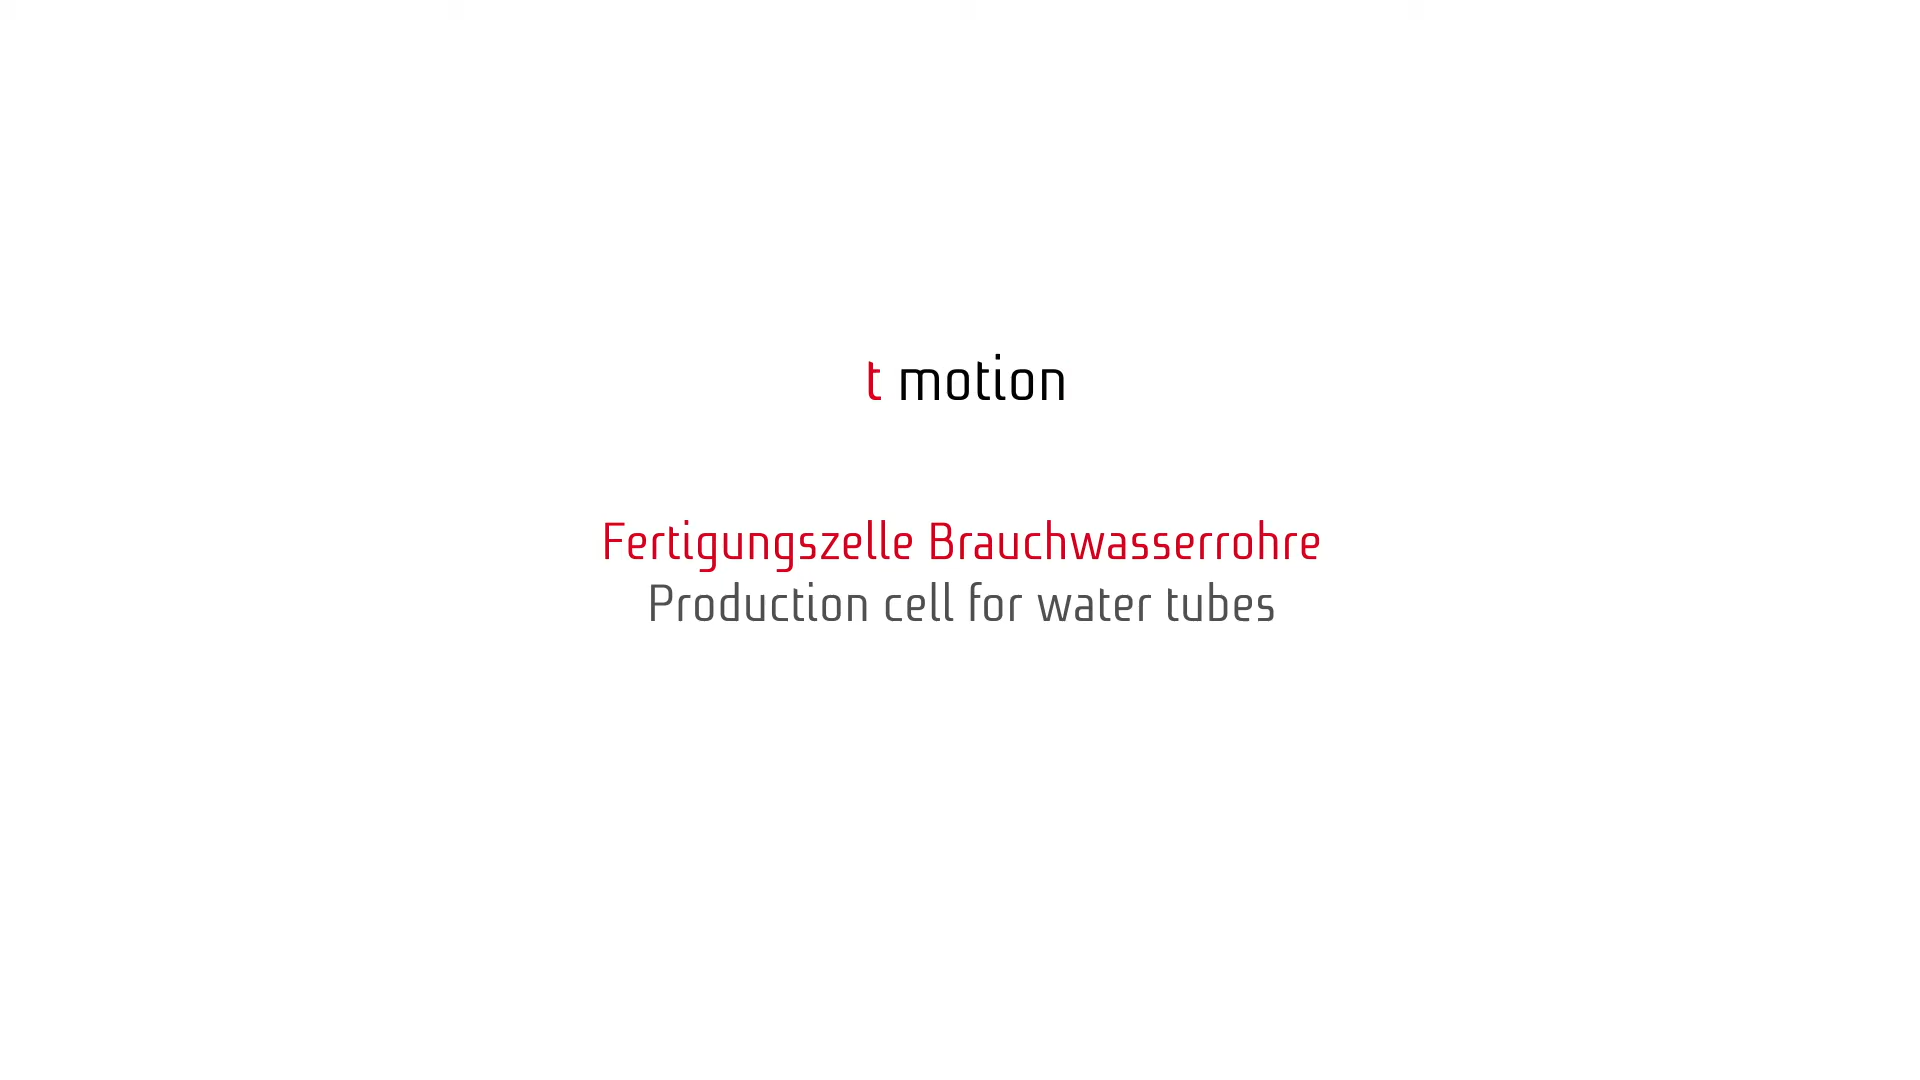 t motion
Fertigungszelle Brauchwasserrohre
Production cell for water tubes